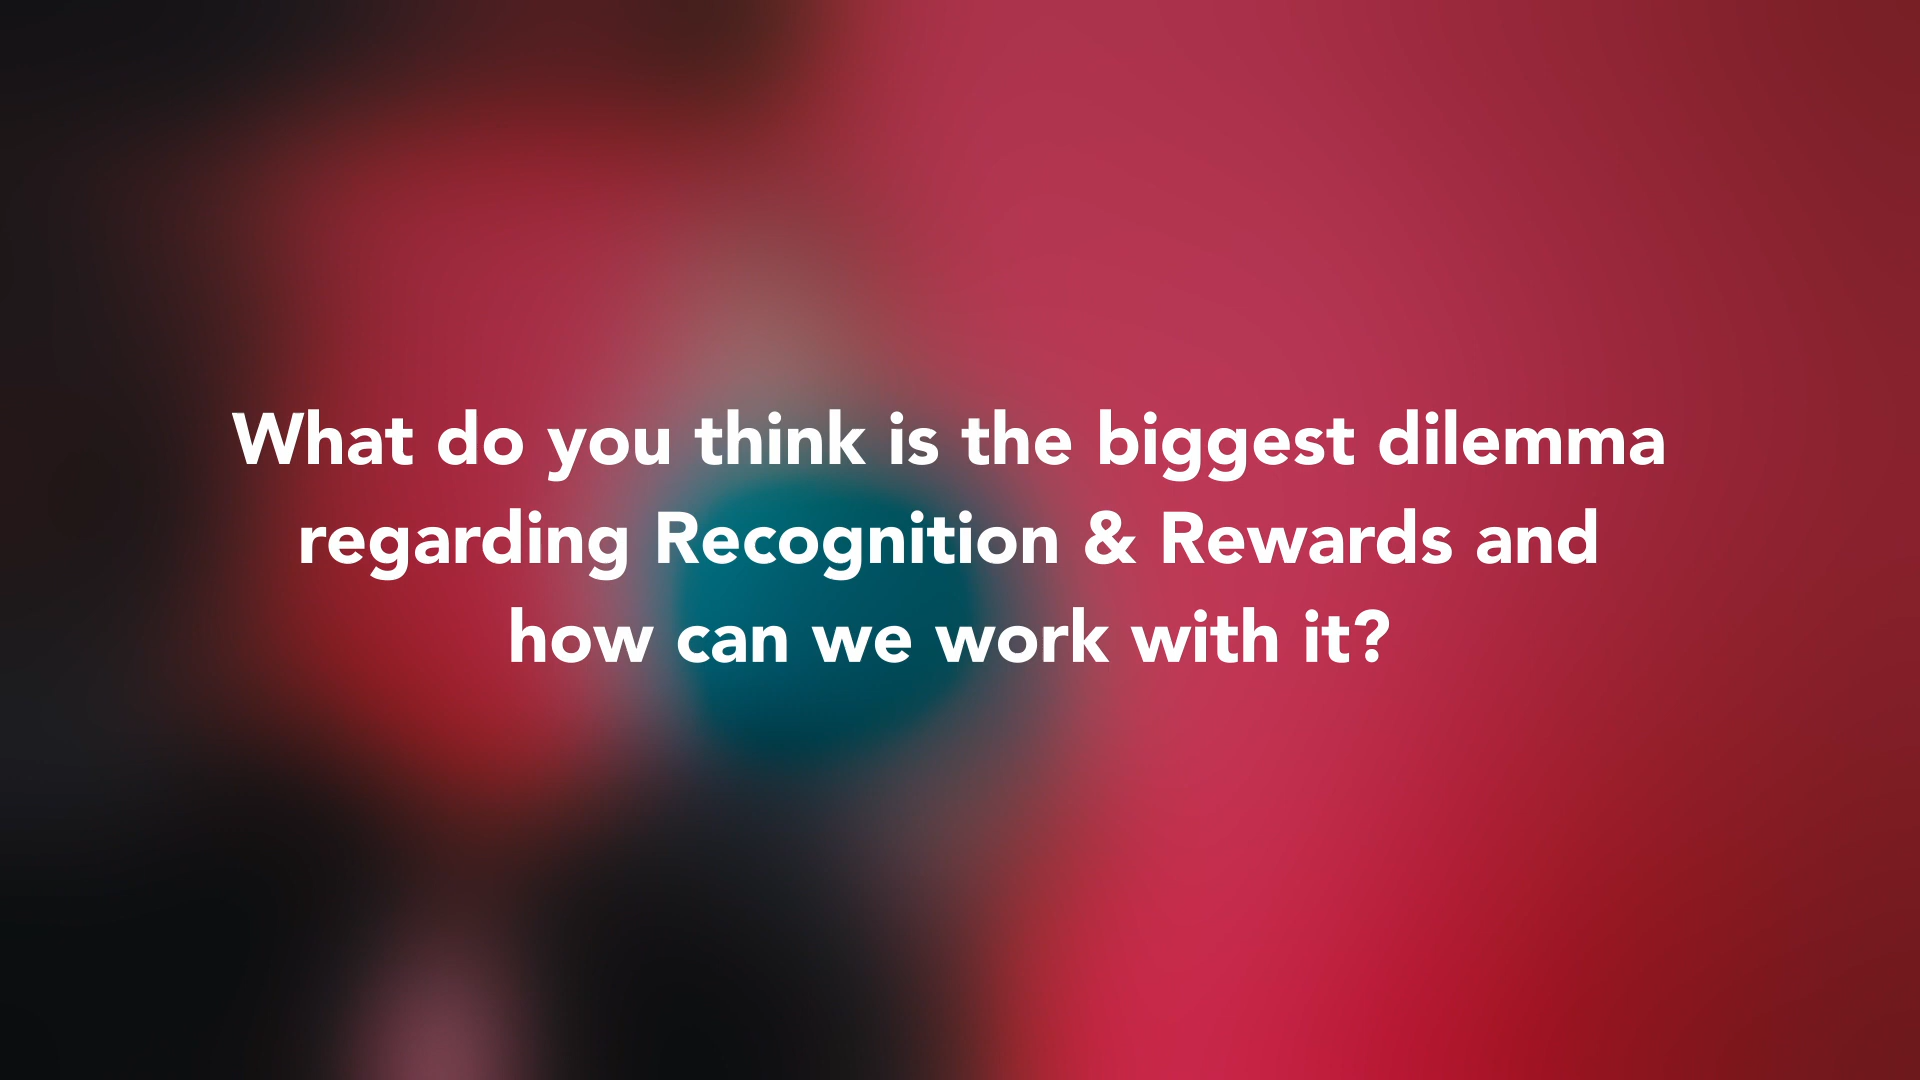 What do you think is the biggest dilemma
regarding Recognition & Rewards and
how can we work with it?